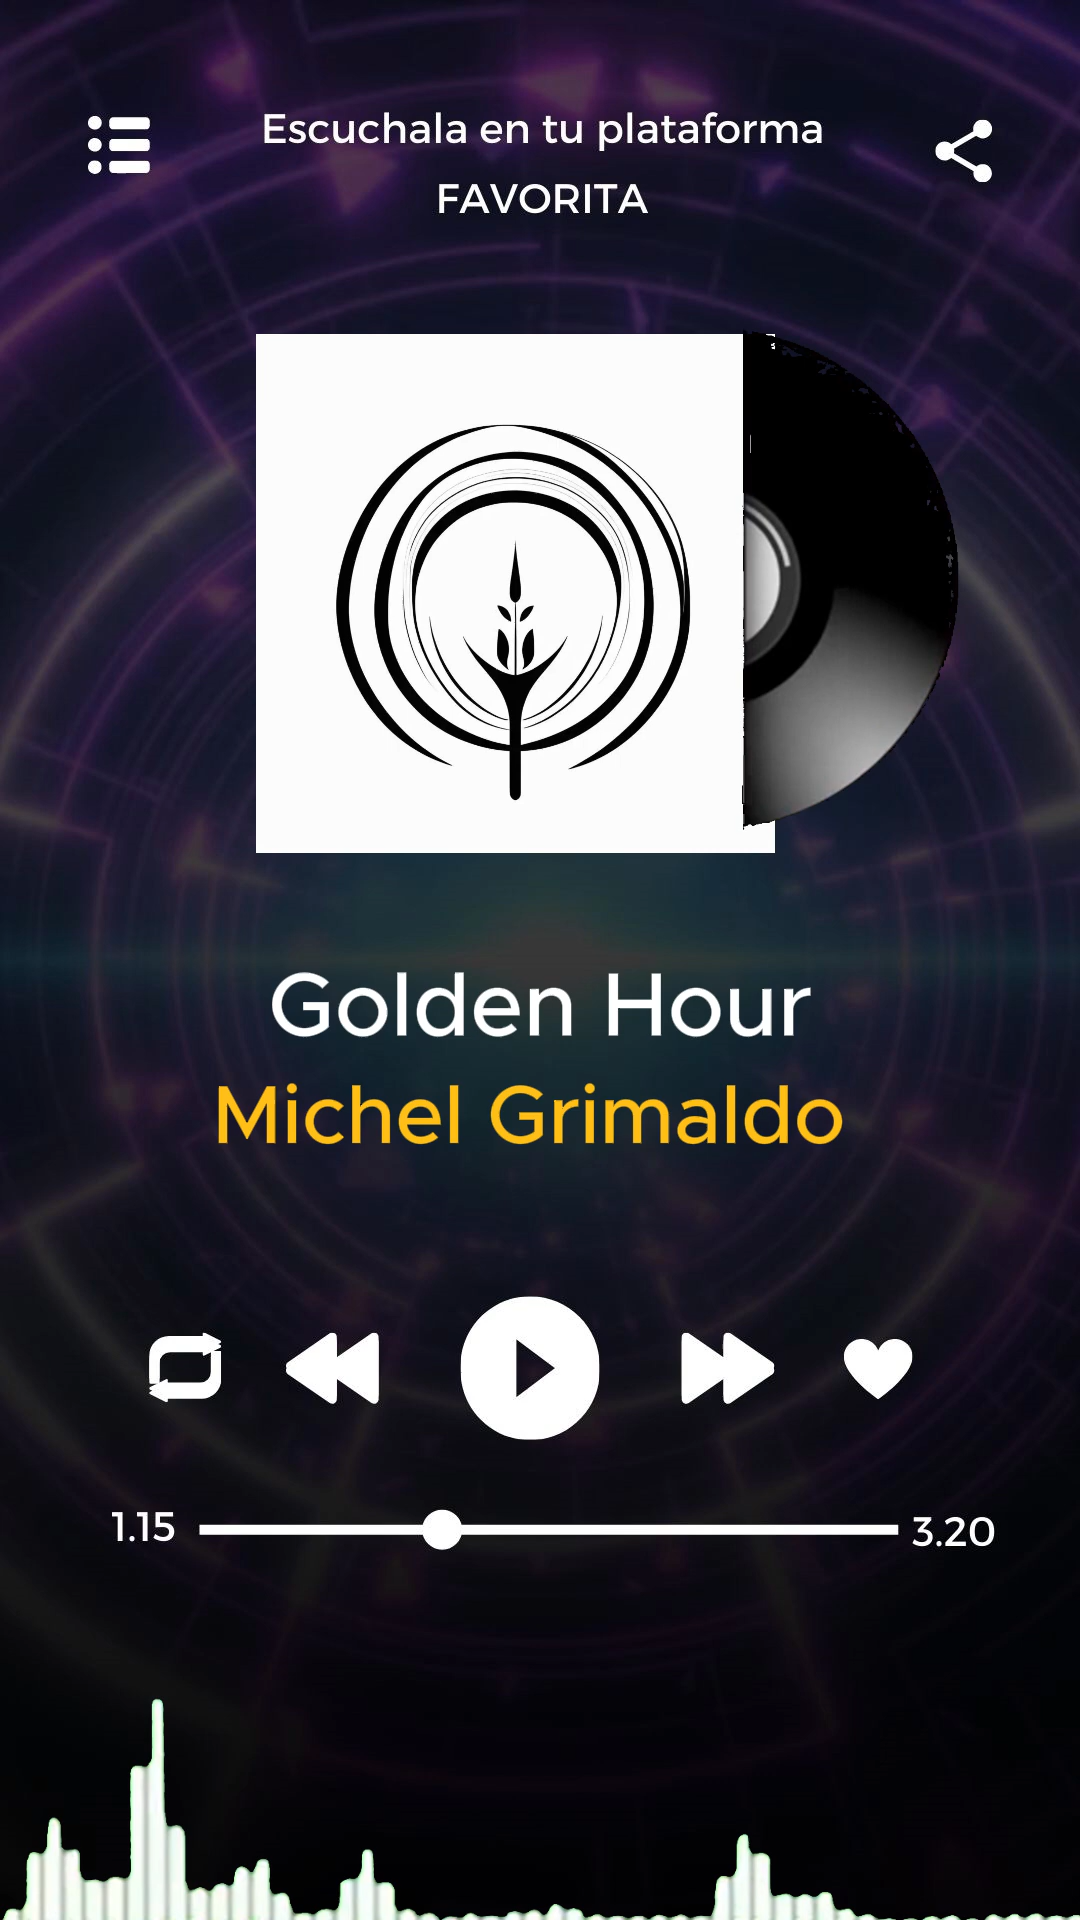 Escuchala en tu plataforma
FAVORITA
Golden Hour
Michel Grimaldo
1.15
3.20